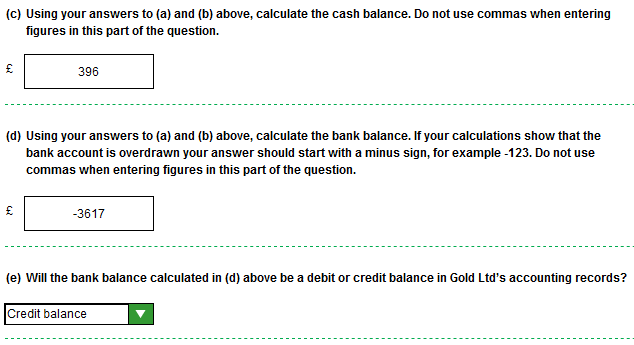 (c) Using your answers to (a) and (b) above, calculate the cash balance. Do not use commas when entering
figures in this part of the question.
£ 396
(d) Using your answers to (a) and (b) above, calculate the bank balance. If your calculations show that the
bank account is overdrawn your answer should start with a minus sign, for example -123. Do not use
commas when entering figures in this part of the question.
£ -3617
(e) Will the bank balance calculated in (d) above be a debit or credit balance in Gold Ltd's accounting records?
Credit balance